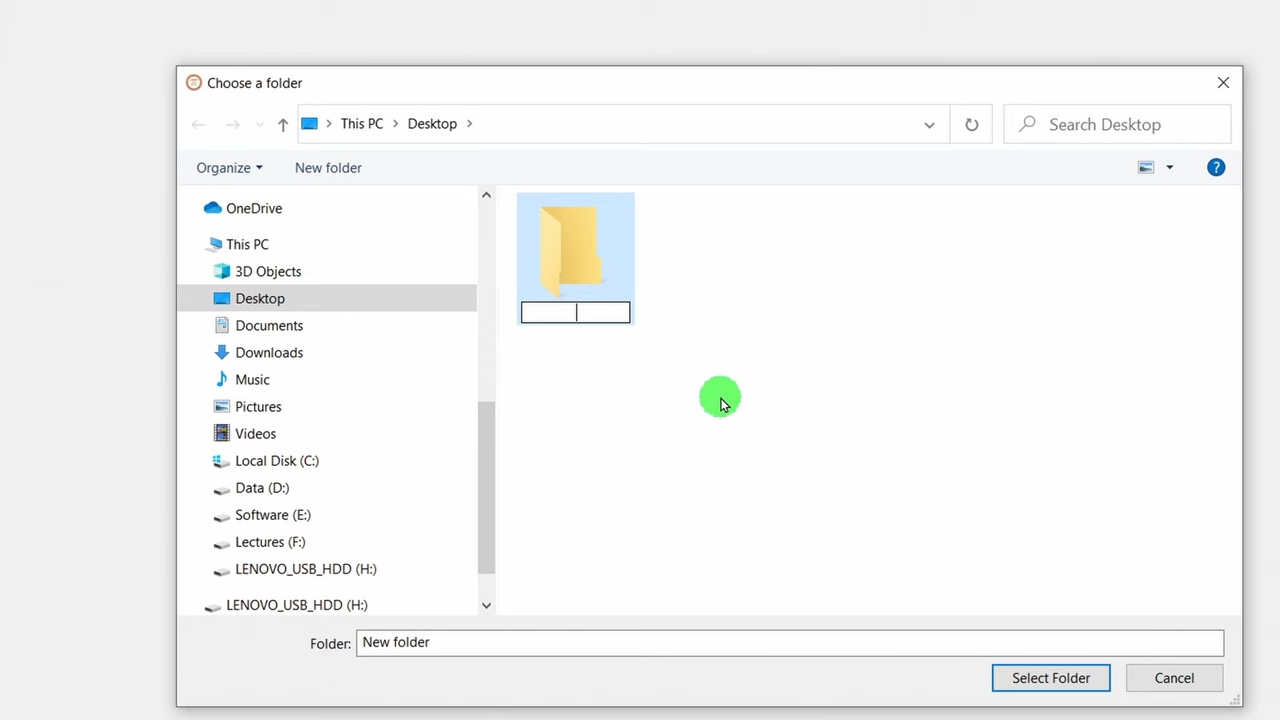 Choose a folder
This PC Desktop
Search Desktop
Organize New folder
?
OneDrive
This PC
3D Objects
Desktop
Documents
Downloads
Music
Pictures
Videos
Local Disk (C:)
Data (D:)
Software (E:)
Lectures (F:)
LENOVO_USB_HDD (H:)
LENOVO_USB_HDD (H:)
Folder: New folder
Select Folder Cancel